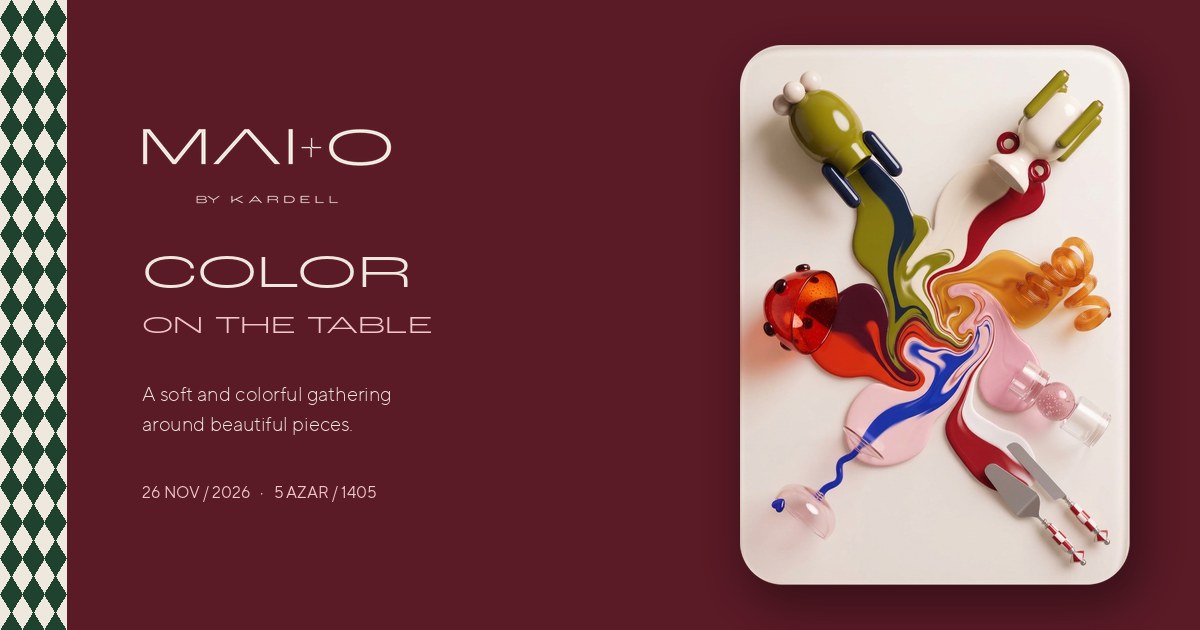 MAI+O
BY KARDELL
COLOR
ON THE TABLE
A soft and colorful gathering
around beautiful pieces.
26 NOV / 2026 · 5 AZAR / 1405